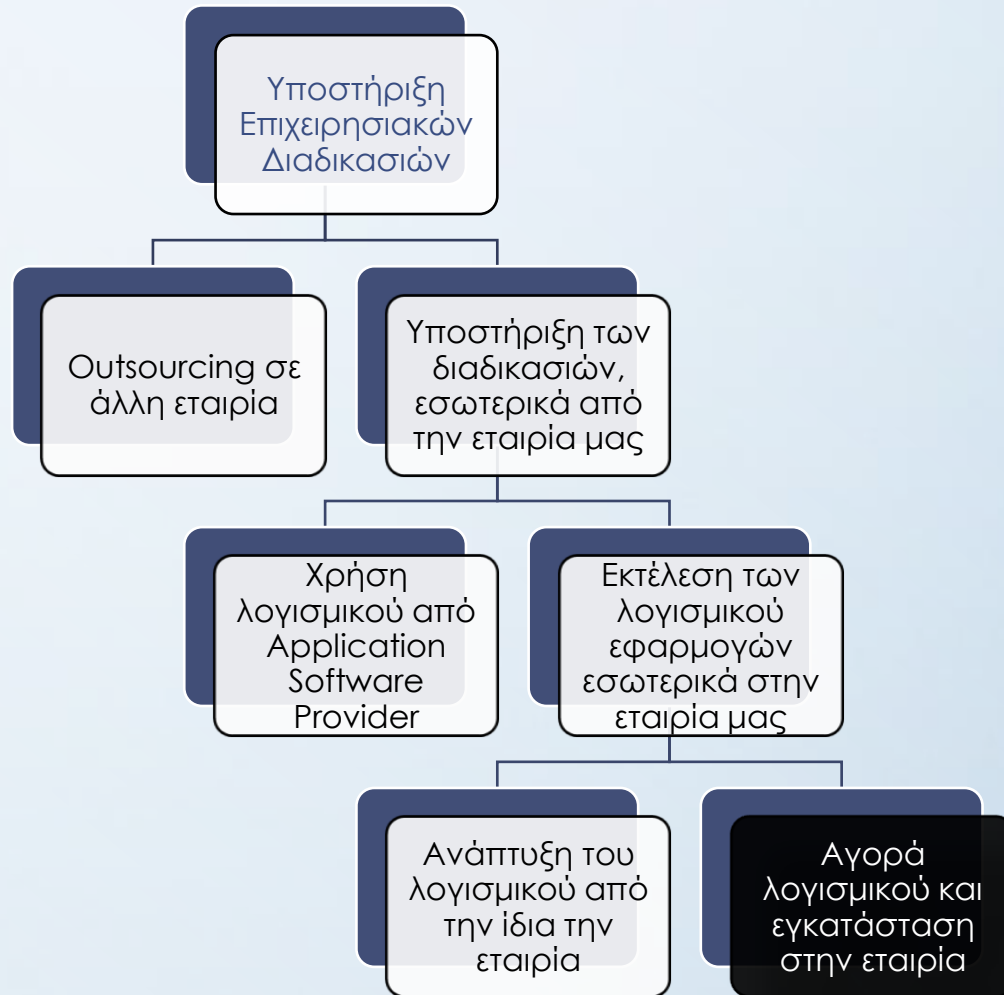 Υποστήριξη
Επιχειρησιακών
Διαδικασιών
Outsourcing σε
άλλη εταιρία
Υποστήριξη των
διαδικασιών,
εσωτερικά από
την εταιρία μας
Χρήση
λογισμικού από
Application
Software
Provider
Εκτέλεση των
λογισμικού
εφαρμογών
εσωτερικά στην
εταιρία μας
Ανάπτυξη του
λογισμικού από
την ίδια την
εταιρία
Αγορά
λογισμικού και
εγκατάσταση
στην εταιρία